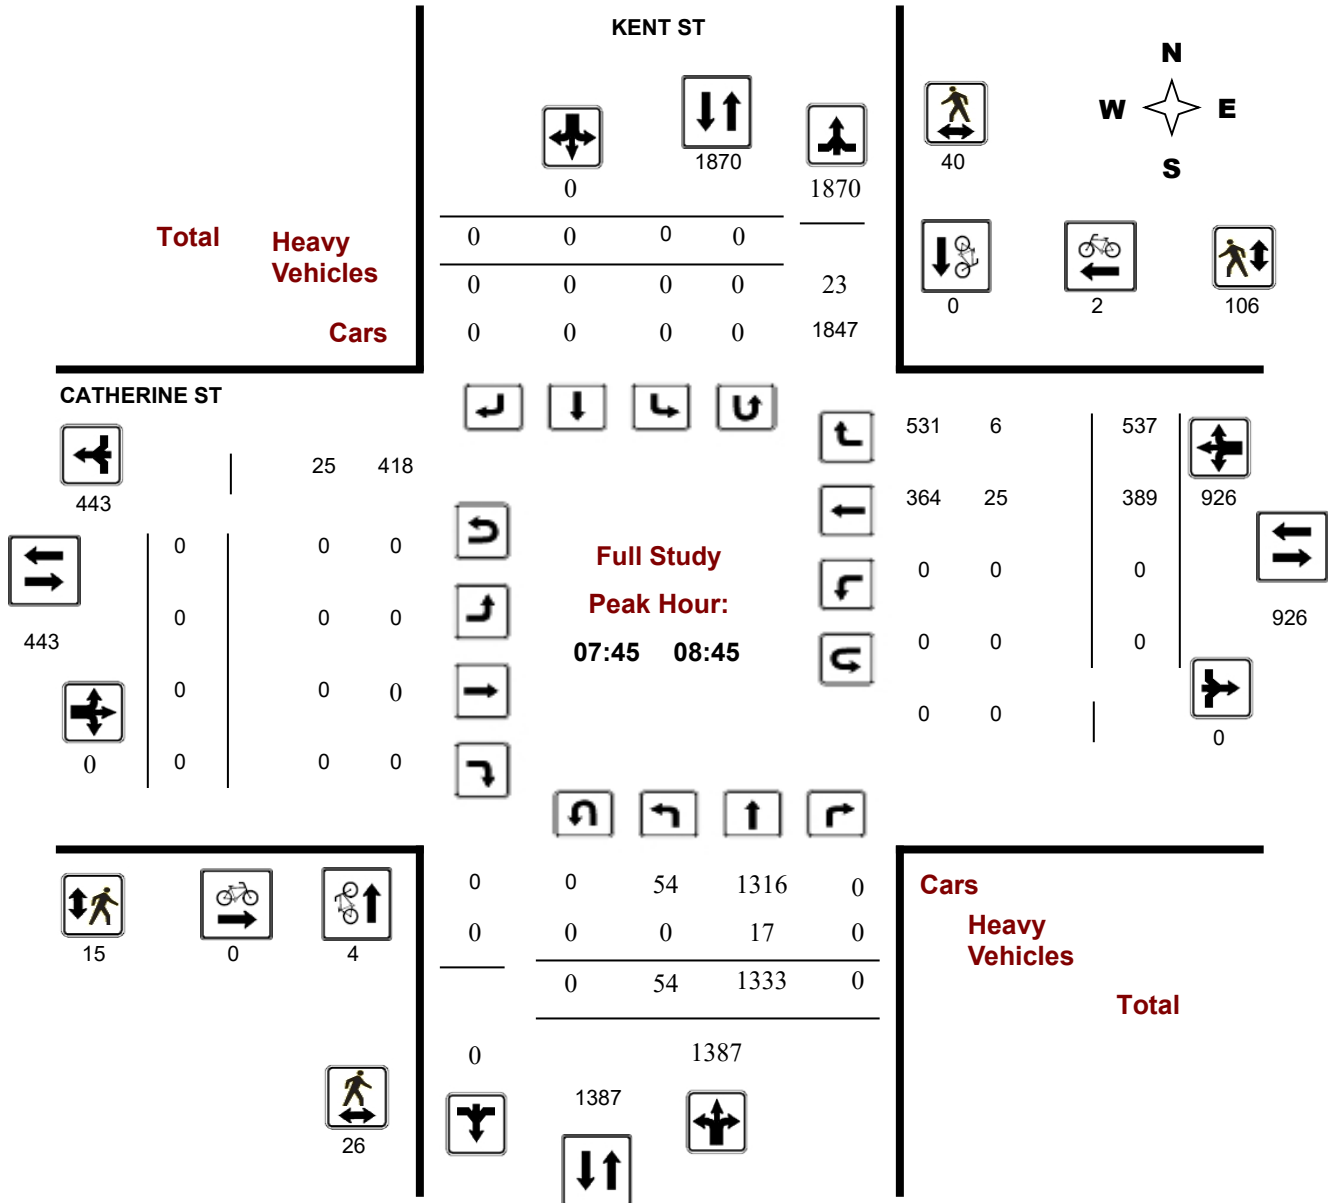 KENT ST
N
W E
S
1870
40
0 1870
Total Heavy Vehicles
0 0 0 0
0 2 106
0 0 0 0 23
Cars 0 0 0 0 1847
CATHERINE ST
531 6 537
25 418
443
364 25 389 926
0 0 0
Full Study
0 0 0
Peak Hour:
0 0 0
443
07:45 08:45
0 0 0
926
0 0 0
0 0
0
0 0 0 0
0 0 54 1316 0 Cars
0 0 0 17 0 Heavy Vehicles
15 0 4
0 54 1333 0
Total
0 1387
1387
26